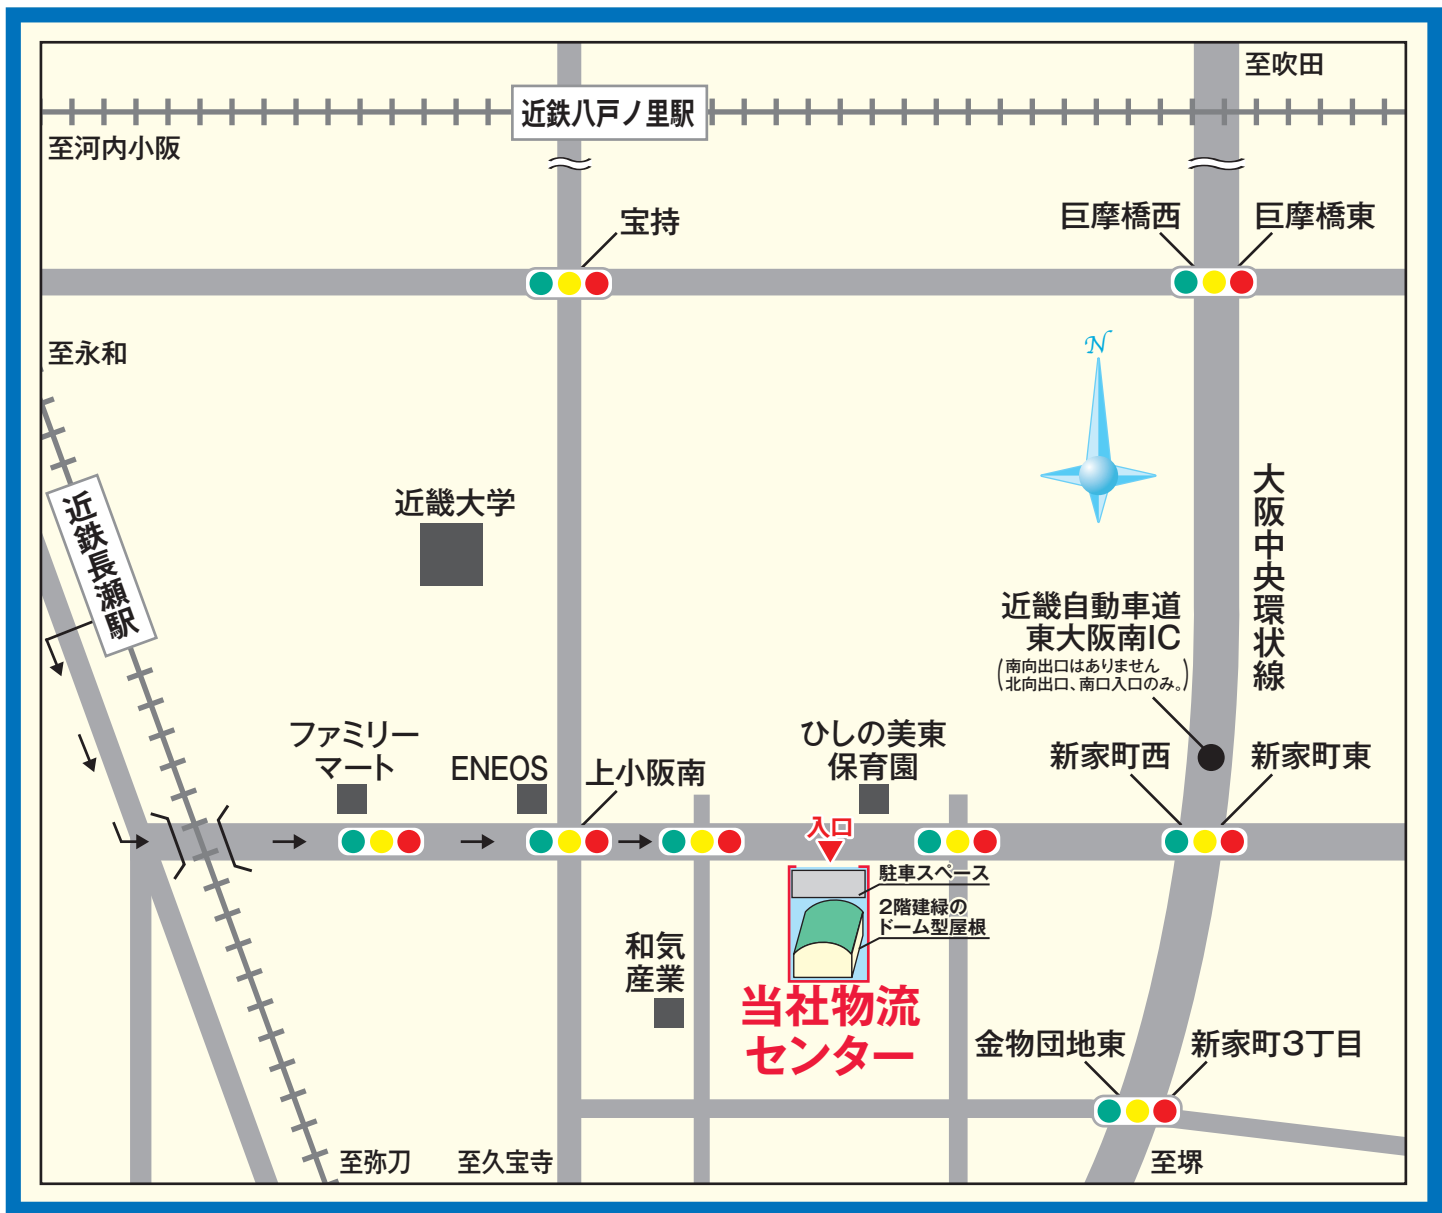 至吹田
近鉄八戸ノ里駅
至河内小阪
宝持
巨摩橋西
巨摩橋東
至永和
N
近畿大学
大阪中央環状線
近鉄長瀬駅
近畿自動車道
東大阪南IC
(南向出口はありません
北向出口、南口入口のみ。)
ファミリー
マート
ENEOS
上小阪南
ひしの美東
保育園
新家町西
新家町東
入口
駐車スペース
2階建緑の
ドーム型屋根
和気
産業
当社物流
センター
金物団地東
新家町3丁目
至弥刀
至久宝寺
至堺